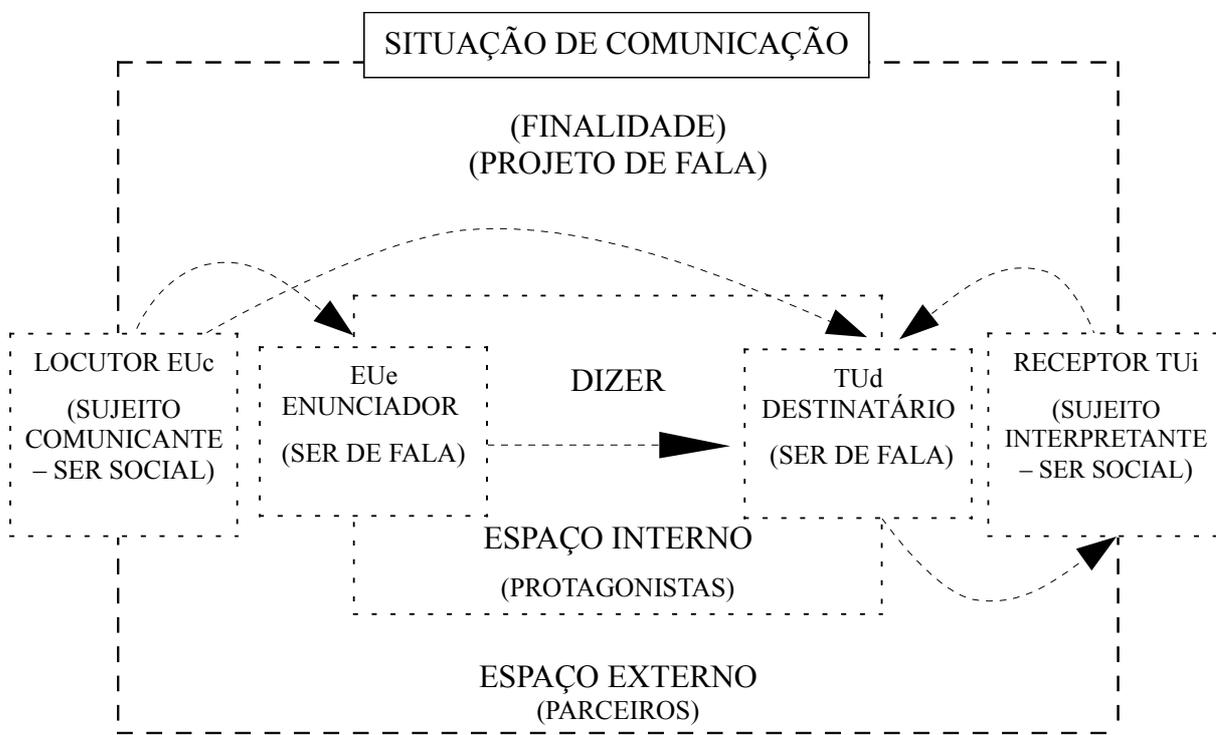 SITUAÇÃO DE COMUNICAÇÃO
(FINALIDADE)
(PROJETO DE FALA)
LOCUTOR EUc
(SUJEITO
COMUNICANTE
– SER SOCIAL)
EUe
ENUNCIADOR
(SER DE FALA)
DIZER
TUd
DESTINATÁRIO
(SER DE FALA)
RECEPTOR TUi
(SUJEITO
INTERPRETANTE
– SER SOCIAL)
ESPAÇO INTERNO
(PROTAGONISTAS)
ESPAÇO EXTERNO
(PARCEIROS)